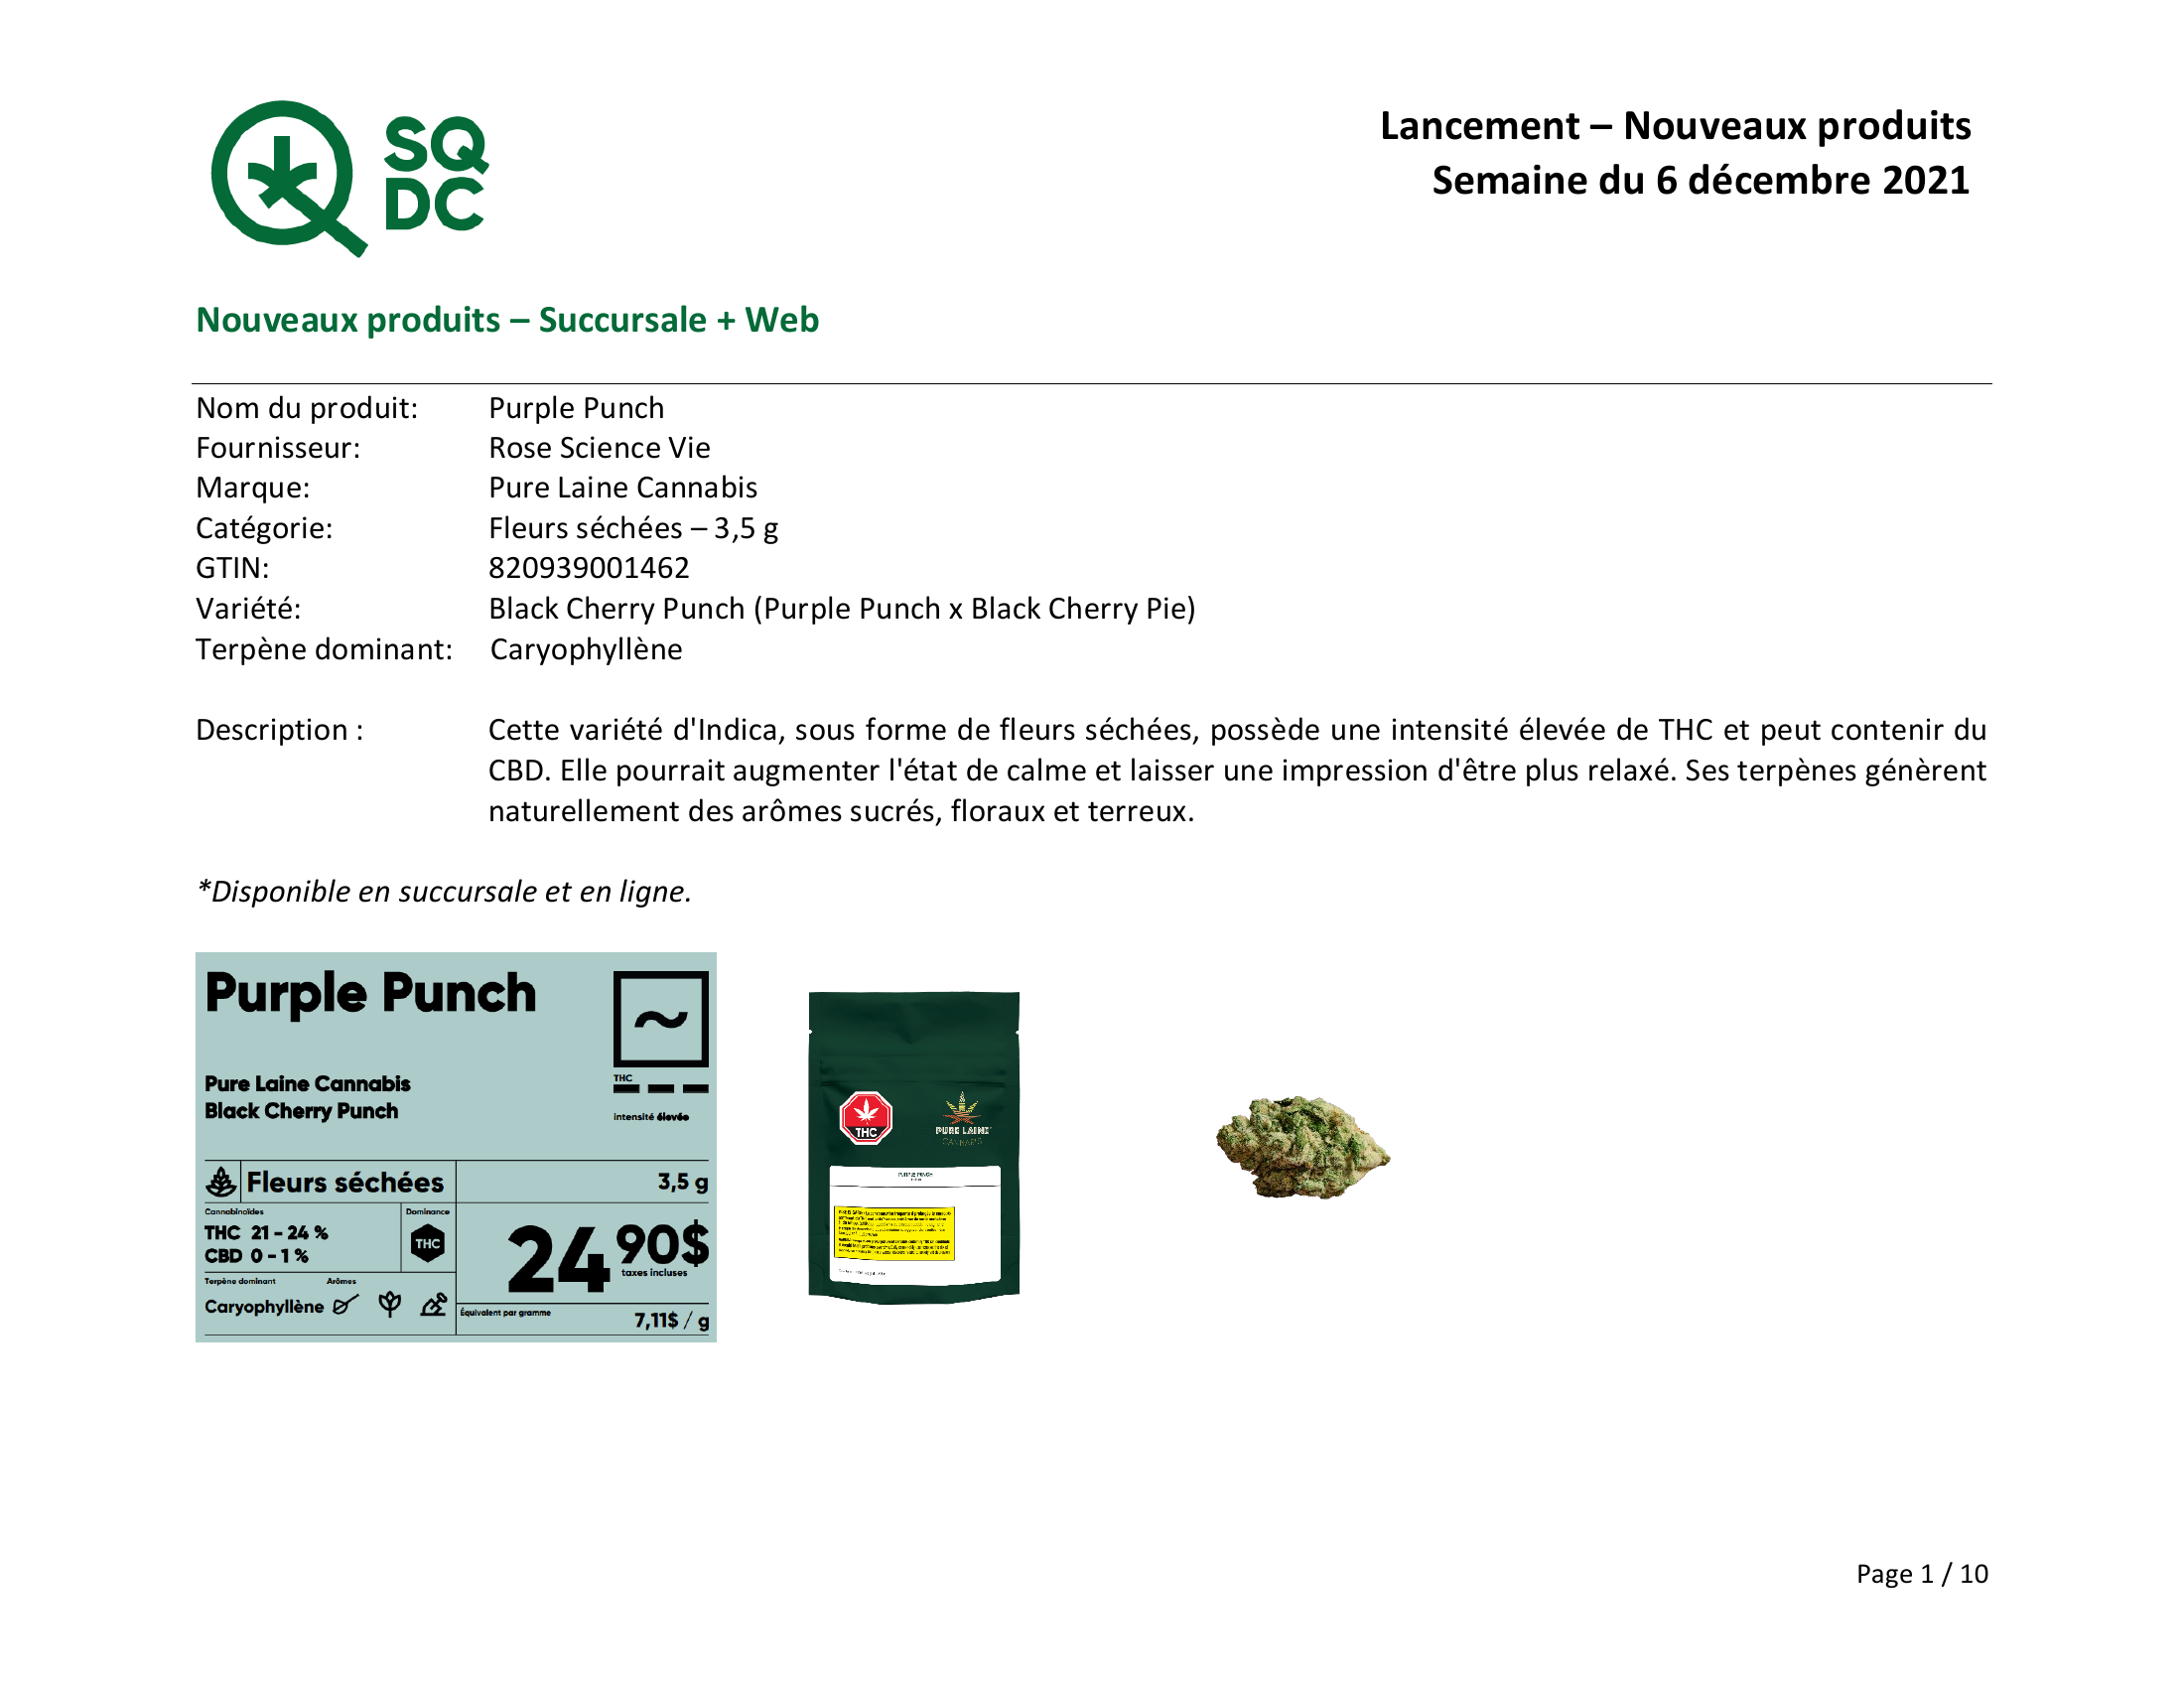 SQ
DC
Lancement – Nouveaux produits
Semaine du 6 décembre 2021
Nouveaux produits – Succursale + Web
Nom du produit: Purple Punch
Fournisseur: Rose Science Vie
Marque: Pure Laine Cannabis
Catégorie: Fleurs séchées – 3,5 g
GTIN: 820939001462
Variété: Black Cherry Punch (Purple Punch x Black Cherry Pie)
Terpène dominant: Caryophyllène
Description : Cette variété d'Indica, sous forme de fleurs séchées, possède une intensité élevée de THC et peut contenir du
CBD. Elle pourrait augmenter l'état de calme et laisser une impression d'être plus relaxé. Ses terpènes génèrent
naturellement des arômes sucrés, floraux et terreux.
*Disponible en succursale et en ligne.
Purple Punch
~
THC
intensité élevée
Pure Laine Cannabis
Black Cherry Punch
Fleurs séchées 3,5 g
Cannabinoïdes Dominance
THC 21 - 24 %
CBD 0 - 1 %
THC
24 90$
taxes incluses
Terpène dominant Arômes
Caryophyllène
Équivalent par gramme
7,11$ / g
THC
PURE LAINE
CANNABIS
PURPLE PUNCH
Page 1 / 10